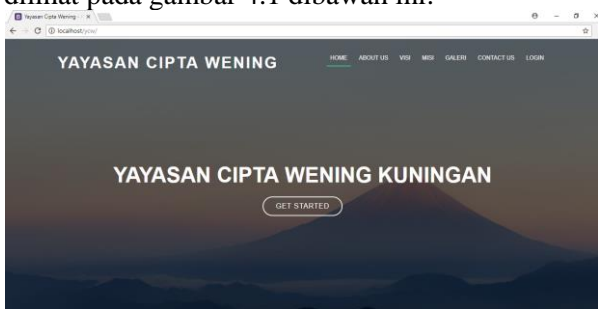 dilihat pada gambar 4.1 dibawah ini:
Yayasan Cipta Wening
localhost/ycw/
YAYASAN CIPTA WENING
HOME ABOUT US VISI MISI GALERI CONTACT US LOGIN
YAYASAN CIPTA WENING KUNINGAN
GET STARTED